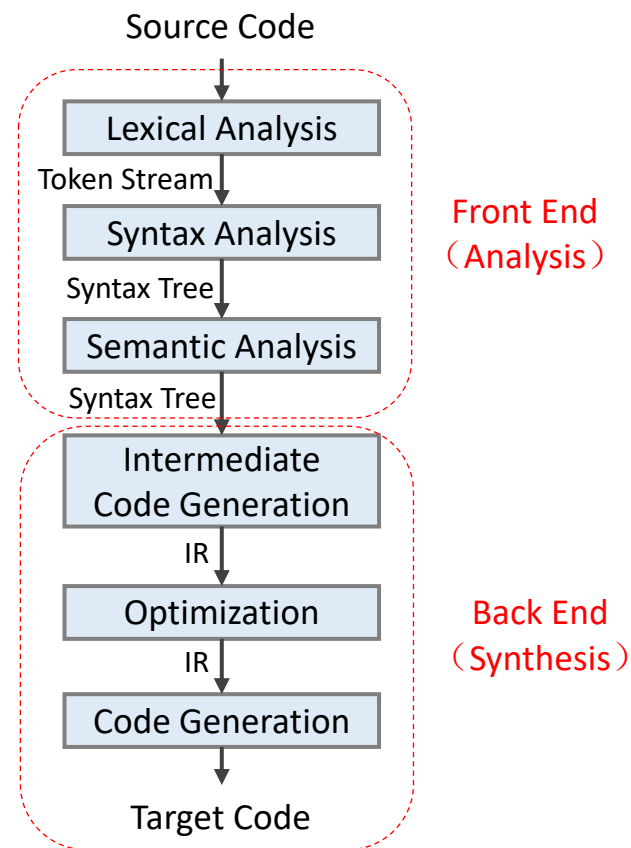 Source Code
Lexical Analysis
Token Stream
Syntax Analysis
Syntax Tree
Semantic Analysis
Syntax Tree
Front End
（Analysis）
Intermediate
Code Generation
IR
Optimization
IR
Code Generation
Target Code
Back End
（Synthesis）